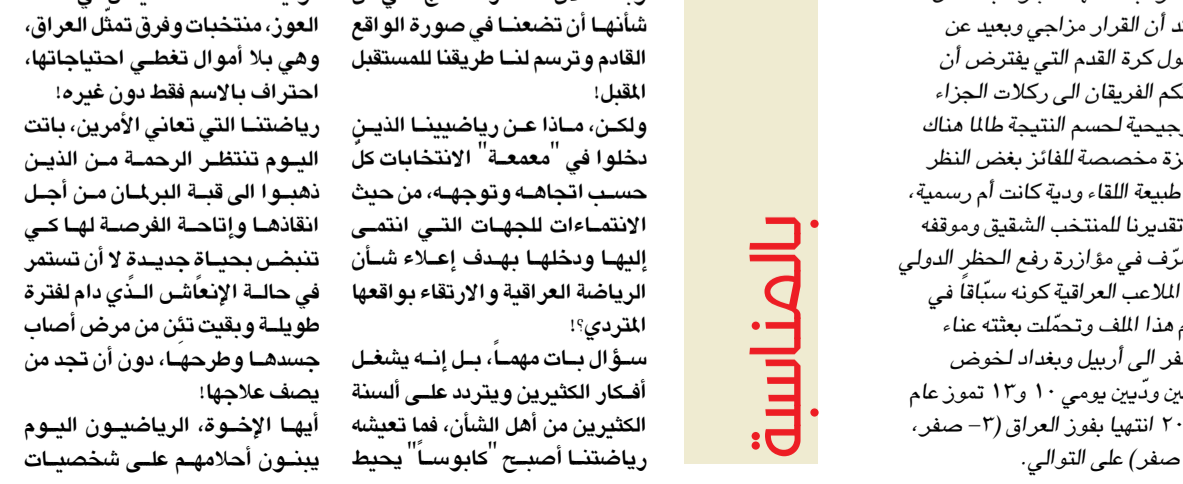 ـد أن القرار مزاجي وبعيد عن
ـول كرة القدم التي يفترض أن
ـكم الفريقان الى ركلات الجزاء
ـرجيحية لحسم النتيجة طالما هناك
ـزة مخصصة للفائز بغض النظر
طبيعة اللقاء ودية كانت أم رسمية،
تقديرنا للمنتخب الشقيق وموقفه
ـرّف في مؤازرة رفع الحظر الدولي
الملاعب العراقية كونه سبّاقاً في
ـم هذا الملف وتحمّلت بعثته عناء
ـفر الى أربيل وبغداد لخوض
ـين ودّيين يومي ١٠ و١٣ تموز عام
٢٠ انتهيا بفوز العراق (٣– صفر،
صفر) على التوالي.
بالمناسبة
شأنها أن تضعنا في صورة الواقع
القادم وترسم لنا طريقنا للمستقبل
المقبل!
ولكن، ماذا عن رياضيينا الذين
دخلوا في "معمعة" الانتخابات كلٌ
حسب اتجاهه وتوجهه، من حيث
الانتماءات للجهات التي انتمى
إليها ودخلها بهدف إعلاء شأن
الرياضة العراقية والارتقاء بواقعها
المتردي؟!
سؤال بات مهماً، بل إنه يشغل
أفكار الكثيرين ويتردد على ألسنة
الكثيرين من أهل الشأن، فما تعيشه
رياضتنا أصبح "كابوساً" يحيط
العوز، منتخبات وفرق تمثّل العراق،
وهي بلا أموال تغطي احتياجاتها،
احتراف بالاسم فقط دون غيره!
رياضتنا التي تعاني الأمرين، باتت
اليوم تنتظر الرحمة من الذين
ذهبوا الى قبة البرلمان من أجل
انقاذها وإتاحة الفرصة لها كي
تنبض بحياة جديدة لا أن تستمر
في حالة الإنعاش الذي دام لفترة
طويلة وبقيت تئن من مرض أصاب
جسدها وطرحها، دون أن تجد من
يصف علاجها!
أيها الإخوة، الرياضيون اليوم
يبنون أحلامهم على شخصيات